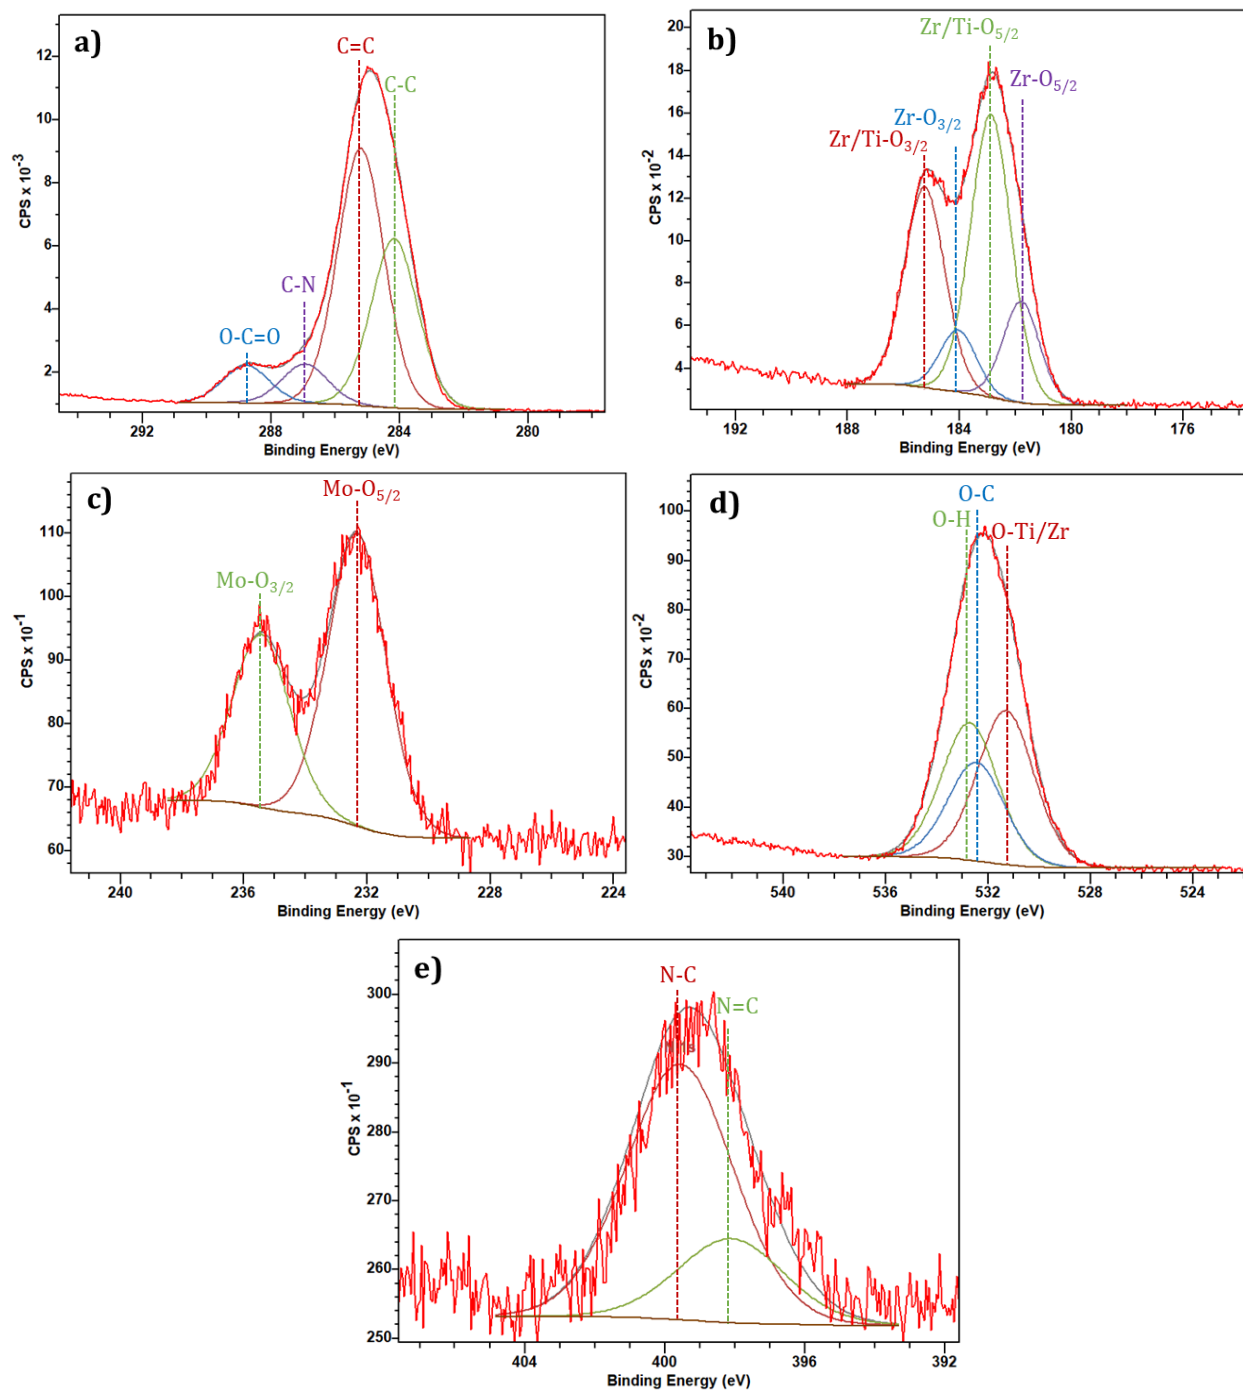 a)
C=C
C-C
C-N
O-C=O
12
10
8
6
4
2
CPS x 10⁻³
292
288
284
280
Binding Energy (eV)
b)
Zr/Ti-O5/2
Zr-O5/2
Zr-O3/2
Zr/Ti-O3/2
20
18
16
14
12
10
8
6
4
CPS x 10⁻²
192
188
184
180
176
Binding Energy (eV)
c)
Mo-O5/2
Mo-O3/2
110
100
90
80
70
60
CPS x 10⁻¹
240
236
232
228
224
Binding Energy (eV)
d)
O-C
O-H
O-Ti/Zr
100
90
80
70
60
50
40
30
CPS x 10⁻²
540
536
532
528
524
Binding Energy (eV)
e)
N-C
N=C
300
290
280
270
260
250
CPS x 10⁻¹
404
400
396
392
Binding Energy (eV)